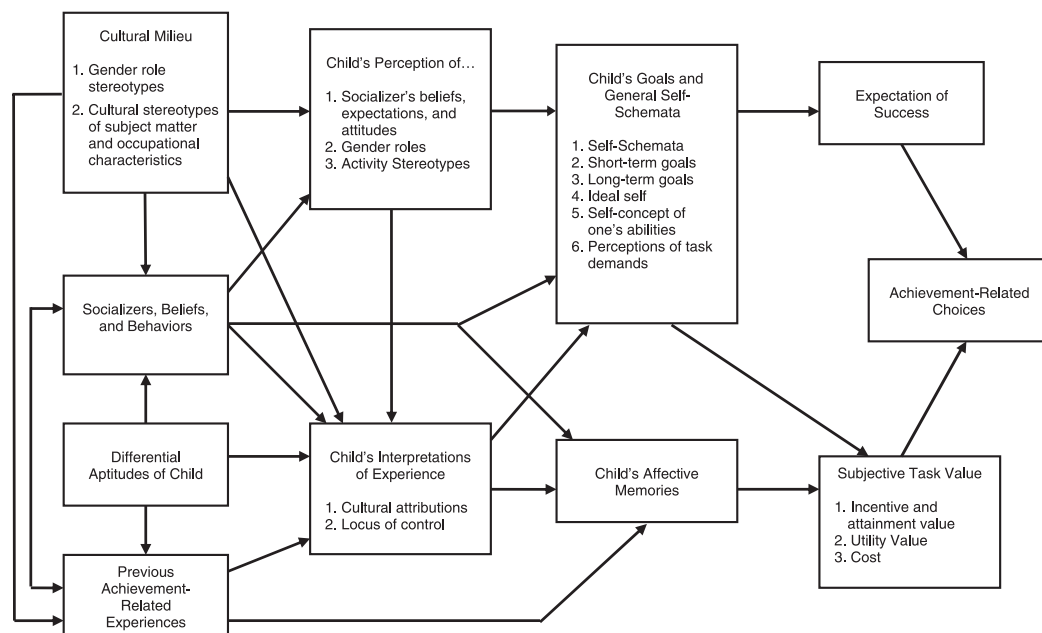 Cultural Milieu
1. Gender role
stereotypes
2. Cultural stereotypes
of subject matter
and occupational
characteristics
Child's Perception of…
1. Socializer's beliefs,
expectations, and
attitudes
2. Gender roles
3. Activity Stereotypes
Child's Goals and
General Self-
Schemata
1. Self-Schemata
2. Short-term goals
3. Long-term goals
4. Ideal self
5. Self-concept of
one's abilities
6. Perceptions of task
demands
Expectation of
Success
Socializers, Beliefs,
and Behaviors
Achievement-Related
Choices
Differential
Aptitudes of Child
Child's Interpretations
of Experience
1. Cultural attributions
2. Locus of control
Child's Affective
Memories
Subjective Task Value
1. Incentive and
attainment value
2. Utility Value
3. Cost
Previous
Achievement-
Related
Experiences